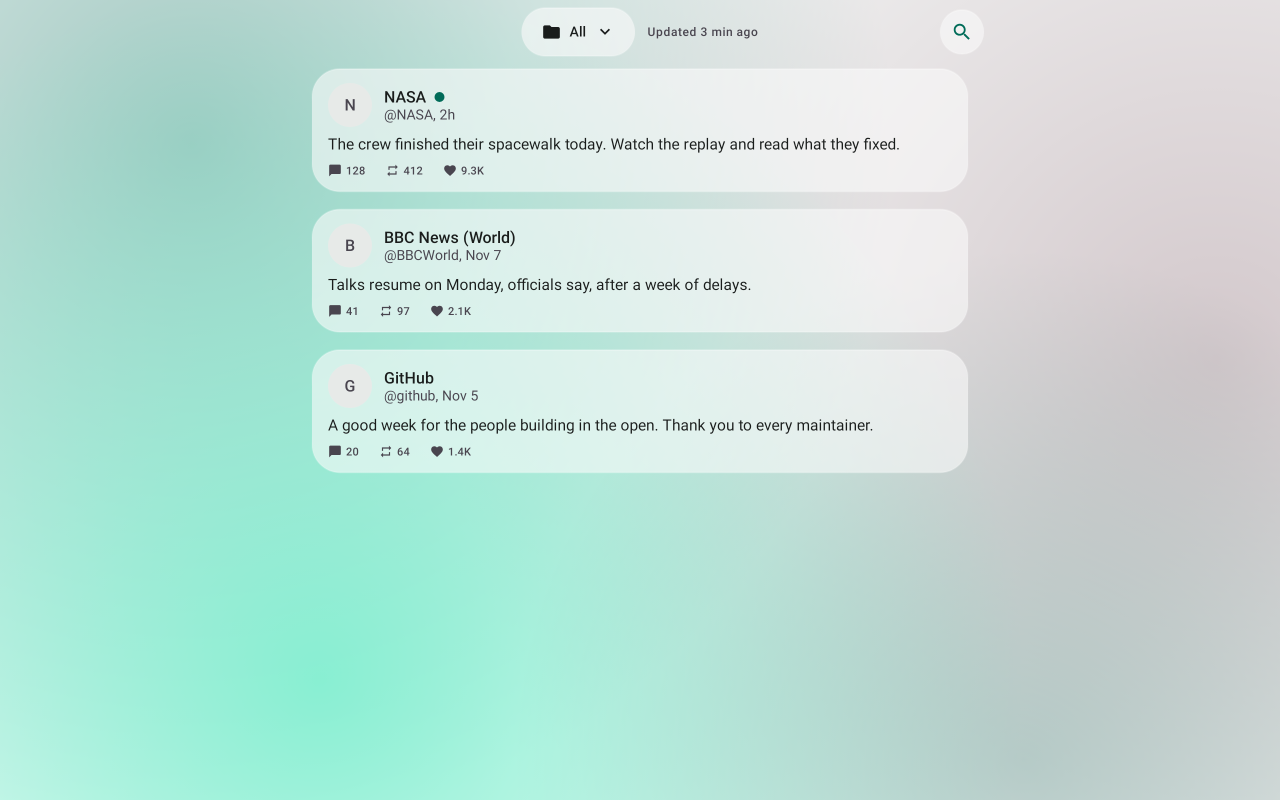 All
Updated 3 min ago
N
NASA
@NASA, 2h
The crew finished their spacewalk today. Watch the replay and read what they fixed.
128 412 9.3K
B
BBC News (World)
@BBCWorld, Nov 7
Talks resume on Monday, officials say, after a week of delays.
41 97 2.1K
G
GitHub
@github, Nov 5
A good week for the people building in the open. Thank you to every maintainer.
20 64 1.4K